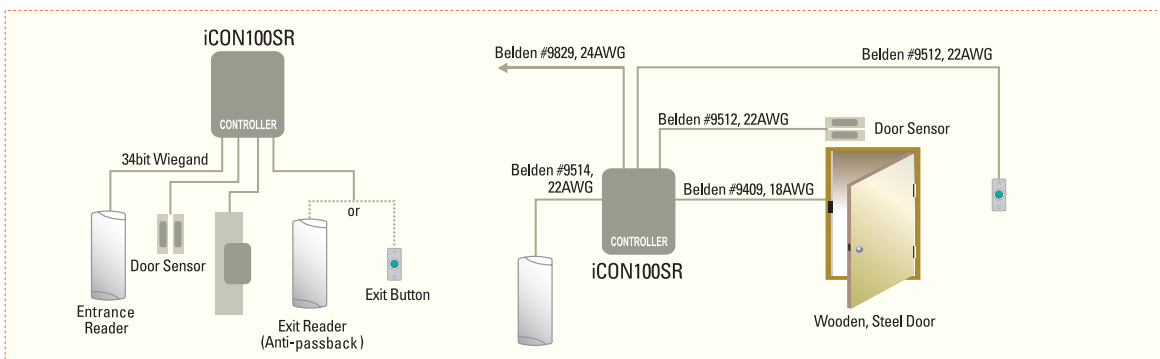 iCON100SR
CONTROLLER
34bit Wiegand
or
Door Sensor
Entrance
Reader
Exit Reader
(Anti-passback)
Exit Button
Belden #9829, 24AWG
Belden #9512, 22AWG
Belden #9512, 22AWG
Door Sensor
Belden #9514,
22AWG
Belden #9409, 18AWG
CONTROLLER
iCON100SR
Wooden, Steel Door